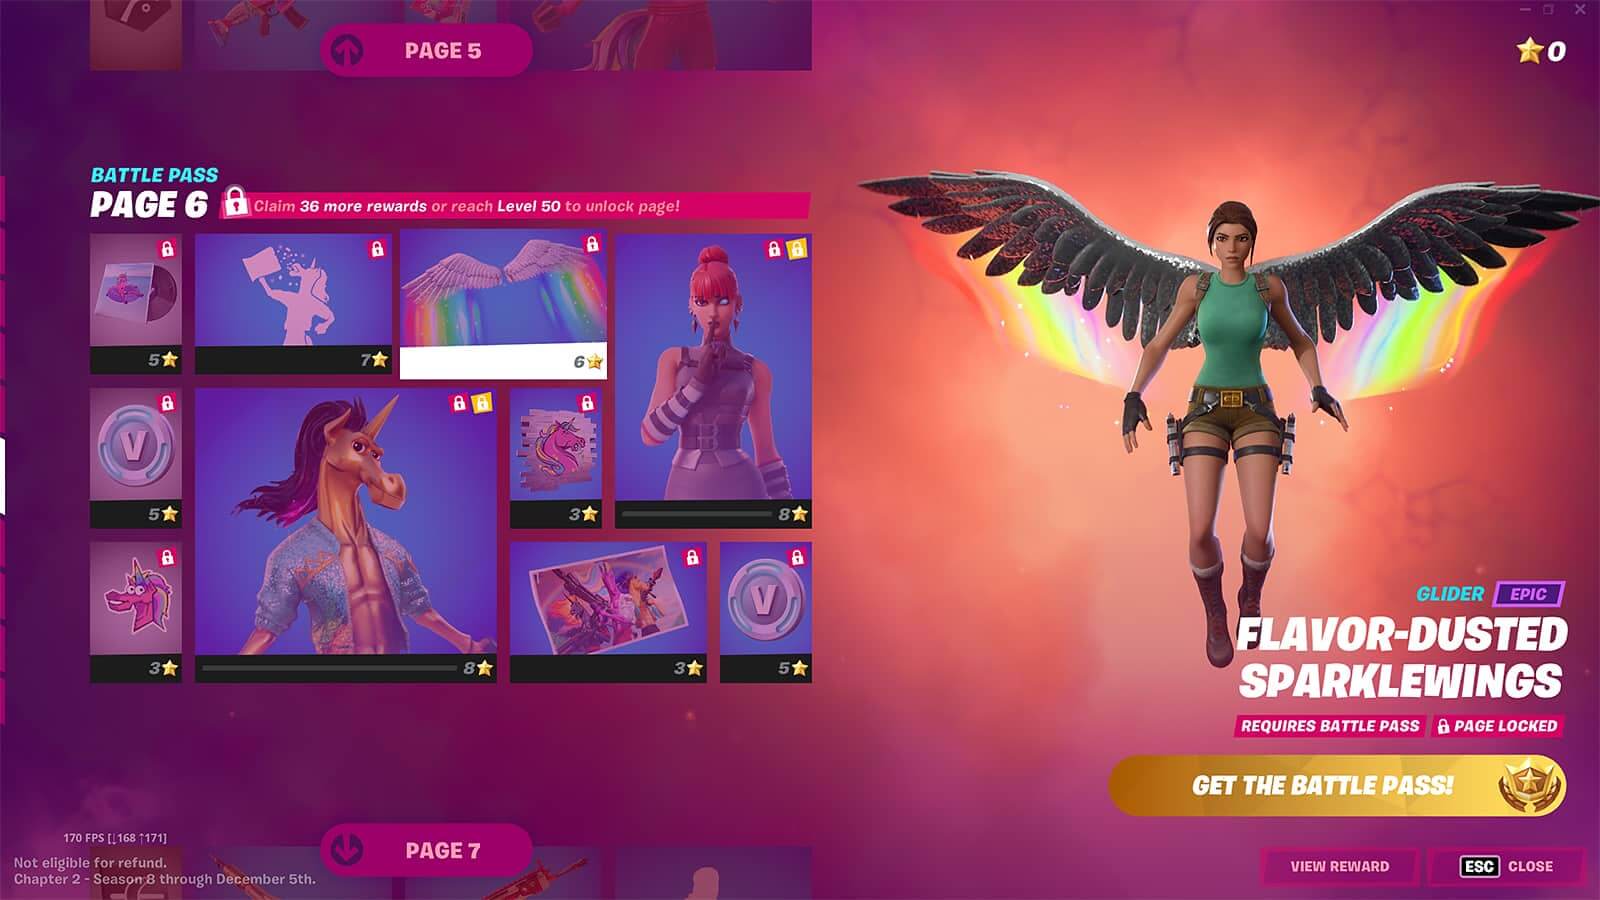 PAGE 5
0
BATTLE PASS
PAGE 6
Claim 36 more rewards or reach Level 50 to unlock page!
5
7
6
8
5
3
3
8
3
5
V
V
GLIDER EPIC
FLAVOR-DUSTED
SPARKLEWINGS
REQUIRES BATTLE PASS PAGE LOCKED
GET THE BATTLE PASS!
170 FPS [↓168 ↑171]
Not eligible for refund.
Chapter 2 - Season 8 through December 5th.
PAGE 7
VIEW REWARD
ESC CLOSE